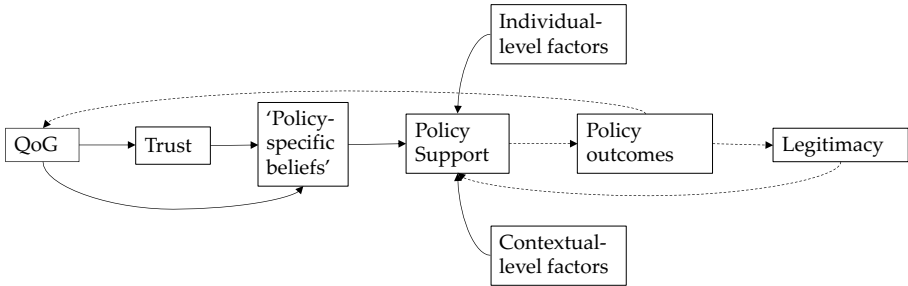 Individual-
level factors
QoG
Trust
‘Policy-
specific
beliefs’
Policy
Support
Policy
outcomes
Legitimacy
Contextual-
level factors